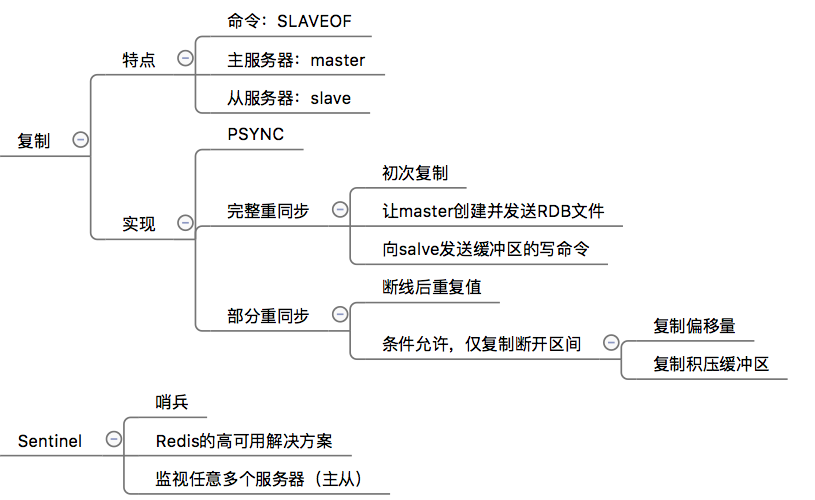 复制
特点
命令：SLAVEOF
主服务器：master
从服务器：slave
实现
PSYNC
完整重同步
初次复制
让master创建并发送RDB文件
向salve发送缓冲区的写命令
部分重同步
断线后重复值
条件允许，仅复制断开区间
复制偏移量
复制积压缓冲区
Sentinel
哨兵
Redis的高可用解决方案
监视任意多个服务器（主从）